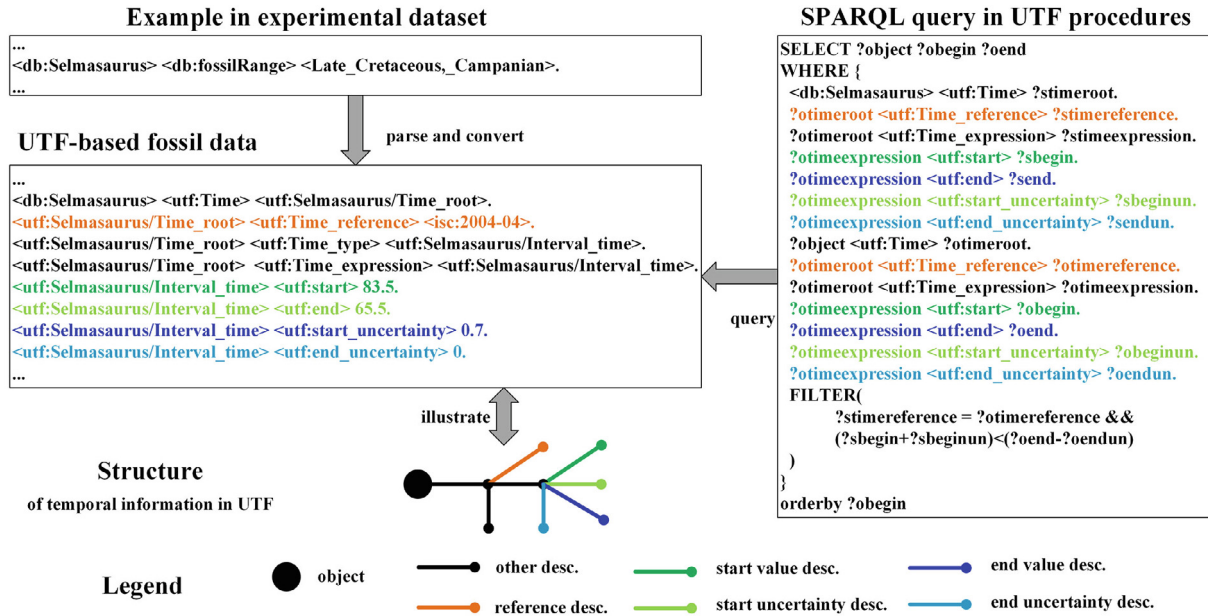 Example in experimental dataset
...
<db:Selmasaurus> <db:fossilRange> <Late_Cretaceous,_Campanian>.
...
parse and convert
UTF-based fossil data
...
<db:Selmasaurus> <utf:Time> <utf:Selmasaurus/Time_root>.
<utf:Selmasaurus/Time_root> <utf:Time_reference> <isc:2004-04>.
<utf:Selmasaurus/Time_root> <utf:Time_type> <utf:Selmasaurus/Interval_time>.
<utf:Selmasaurus/Time_root> <utf:Time_expression> <utf:Selmasaurus/Interval_time>.
<utf:Selmasaurus/Interval_time> <utf:start> 83.5.
<utf:Selmasaurus/Interval_time> <utf:end> 65.5.
<utf:Selmasaurus/Interval_time> <utf:start_uncertainty> 0.7.
<utf:Selmasaurus/Interval_time> <utf:end_uncertainty> 0.
...
SPARQL query in UTF procedures
SELECT ?object ?obegin ?oend
WHERE {
<db:Selmasaurus> <utf:Time> ?stimeroot.
?otimeroot <utf:Time_reference> ?stimereference.
?otimeroot <utf:Time_expression> ?stimeexpression.
?otimeexpression <utf:start> ?sbegin.
?otimeexpression <utf:end> ?send.
?otimeexpression <utf:start_uncertainty> ?sbeginun.
?otimeexpression <utf:end_uncertainty> ?sendun.
?object <utf:Time> ?otimeroot.
?otimeroot <utf:Time_reference> ?otimereference.
?otimeroot <utf:Time_expression> ?otimeexpression.
?otimeexpression <utf:start> ?obegin.
?otimeexpression <utf:end> ?oend.
?otimeexpression <utf:start_uncertainty> ?obeginun.
?otimeexpression <utf:end_uncertainty> ?oendun.
FILTER(
?stimereference = ?otimereference &&
(?sbegin+?sbeginun)<(?oend-?oendun)
)
}
orderby ?obegin
query
illustrate
Structure
of temporal information in UTF
Legend
object
other desc.
start value desc.
end value desc.
reference desc.
start uncertainty desc.
end uncertainty desc.